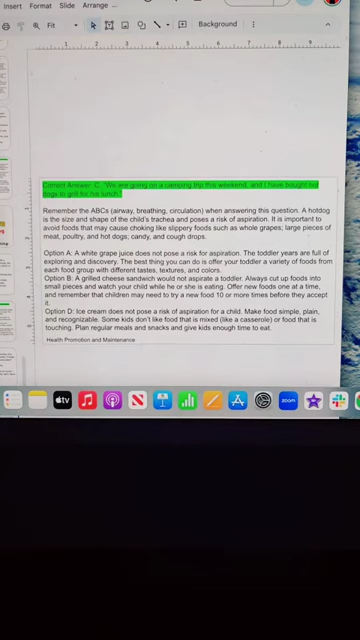 Insert Format Slide Arrange
Fit Background
1 2 3 4 5 6 7 8 9
Correct Answer: C. "We are going on a camping trip this weekend, and I have bought hot
dogs to grill for his lunch."
Remember the ABCs (airway, breathing, circulation) when answering this question. A hotdog
is the size and shape of the child's trachea and poses a risk of aspiration. It is important to
avoid foods that may cause choking like slippery foods such as whole grapes; large pieces of
meat, poultry, and hot dogs; candy, and cough drops.
Option A: A white grape juice does not pose a risk for aspiration. The toddler years are full of
exploring and discovery. The best thing you can do is offer your toddler a variety of foods from
each food group with different tastes, textures, and colors.
Option B: A grilled cheese sandwich would not aspirate a toddler. Always cut up foods into
small pieces and watch your child while he or she is eating. Offer new foods one at a time,
and remember that children may need to try a new food 10 or more times before they accept
it.
Option D: Ice cream does not pose a risk of aspiration for a child. Make food simple, plain,
and recognizable. Some kids don't like food that is mixed (like a casserole) or food that is
touching. Plan regular meals and snacks and give kids enough time to eat.
Health Promotion and Maintenance
tv
zoom